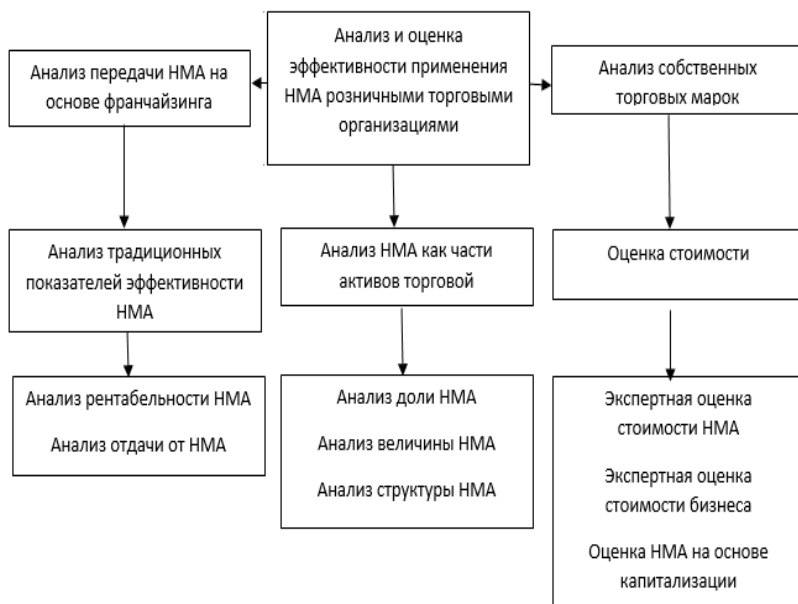 Анализ и оценка
эффективности применения
НМА розничными торговыми
организациями
Анализ передачи НМА на
основе франчайзинга
Анализ собственных
торговых марок
Анализ традиционных
показателей эффективности
НМА
Анализ НМА как части
активов торговой
Оценка стоимости
Анализ рентабельности НМА
Анализ отдачи от НМА
Анализ доли НМА
Анализ величины НМА
Анализ структуры НМА
Экспертная оценка
стоимости НМА
Экспертная оценка
стоимости бизнеса
Оценка НМА на основе
капитализации